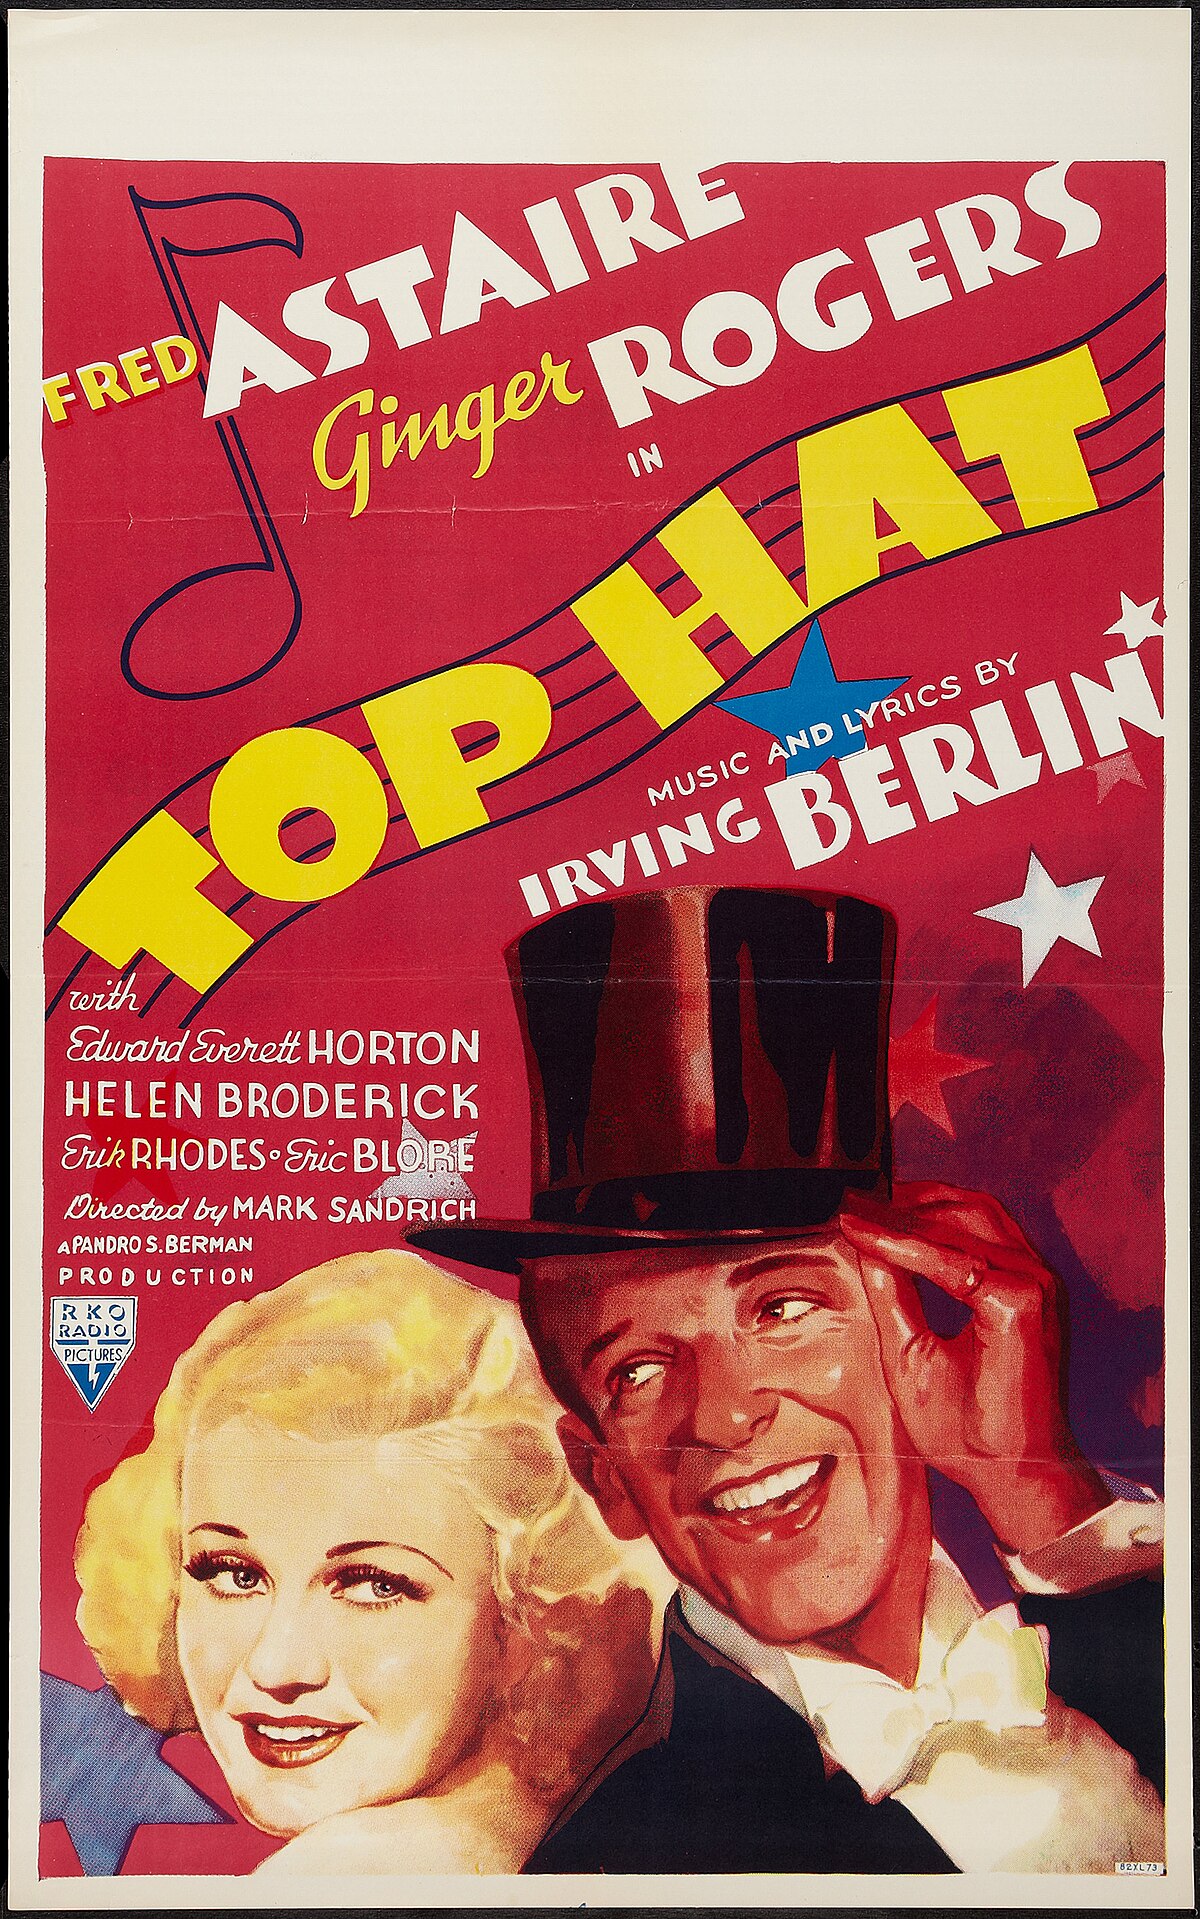 FRED ASTAIRE
Ginger ROGERS
IN
TOP HAT
MUSIC AND LYRICS BY
IRVING BERLIN
with
Edward Everett HORTON
HELEN BRODERICK
Erik RHODES • Eric BLORE
Directed by MARK SANDRICH
A PANDRO S. BERMAN
PRODUCTION
RKO
RADIO
PICTURES
82XL73